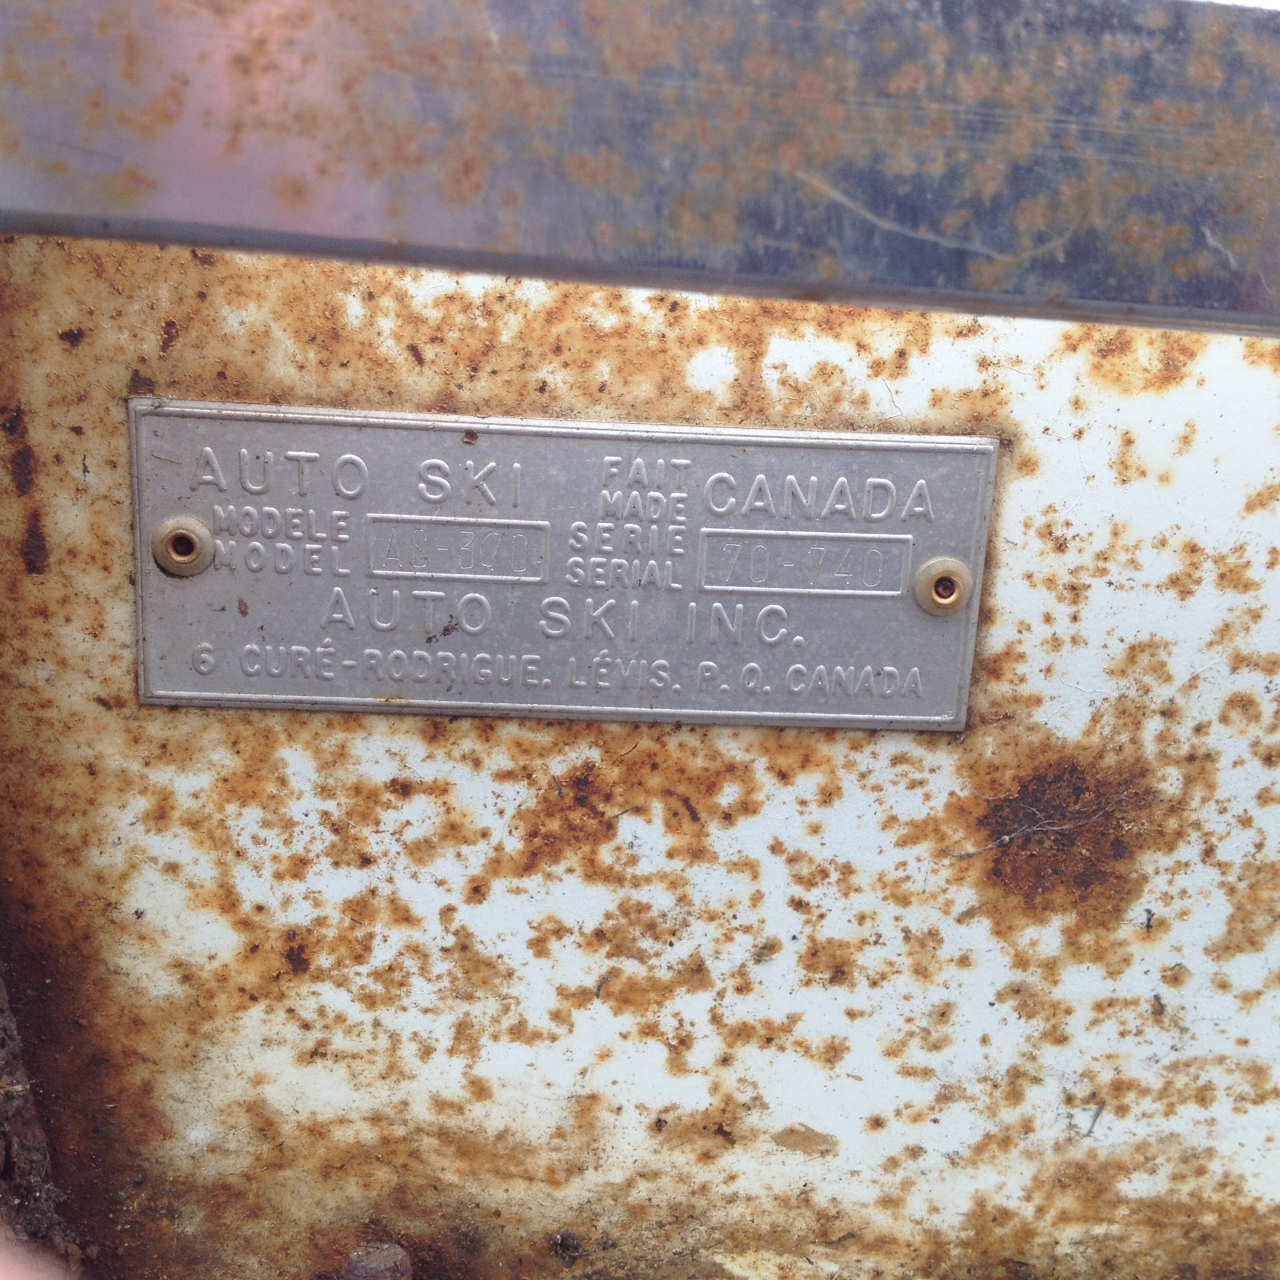 AUTO SKI FAIT MADE CANADA
MODELE MODEL AS-370 SERIE SERIAL 70-740
AUTO SKI INC.
6 CURÉ-RODRIGUE. LÉVIS. P. Q. CANADA